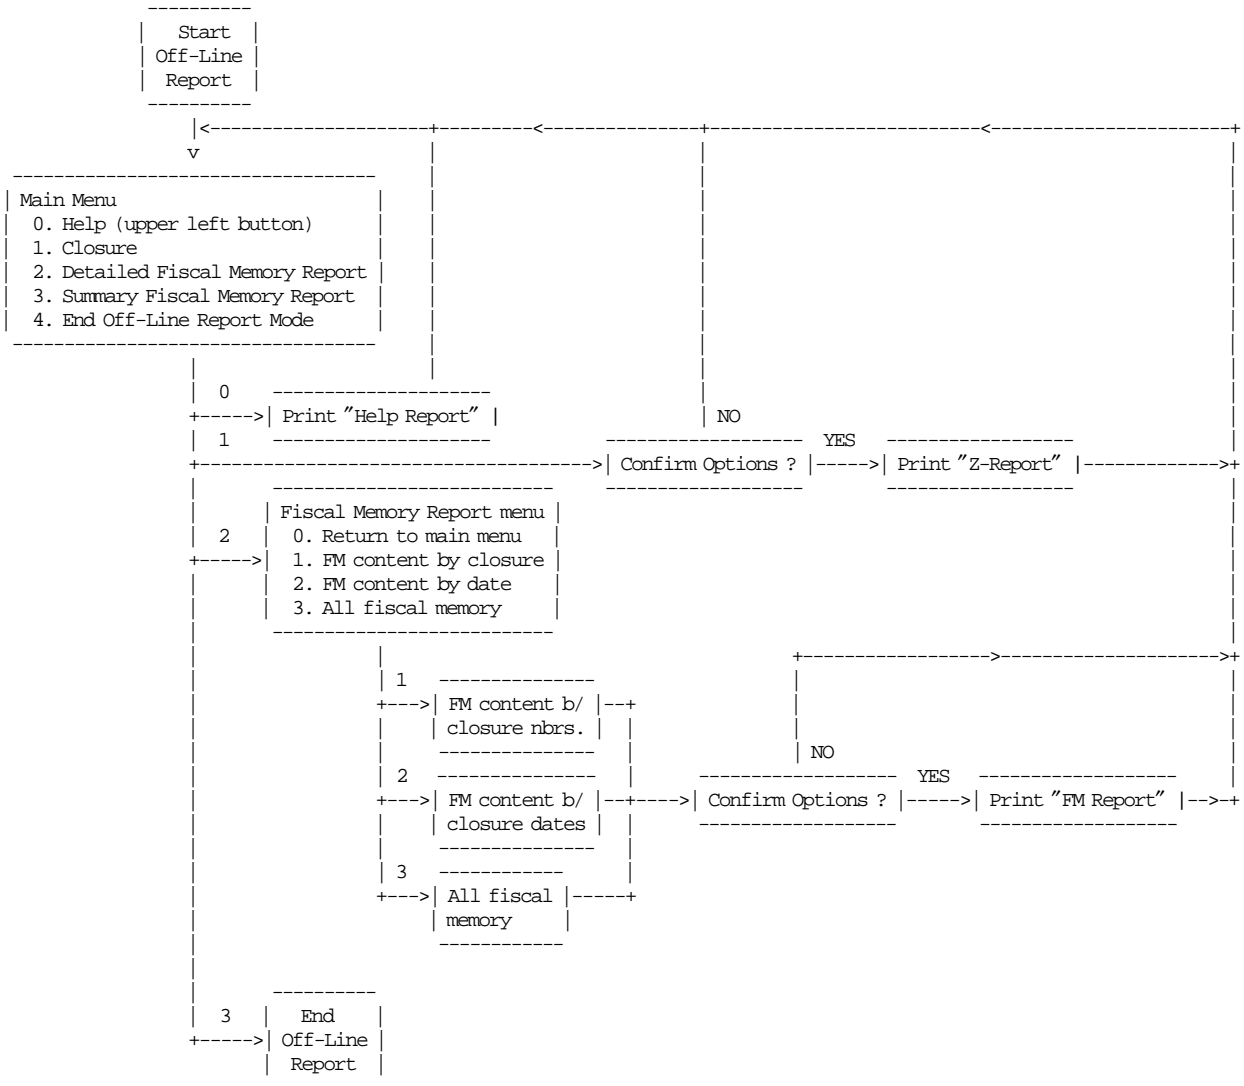 Start
Off-Line
Report
Main Menu
0. Help (upper left button)
1. Closure
2. Detailed Fiscal Memory Report
3. Summary Fiscal Memory Report
4. End Off-Line Report Mode
0
Print "Help Report"
NO
1
YES
Confirm Options ?
Print "Z-Report"
Fiscal Memory Report menu
2
0. Return to main menu
1. FM content by closure
2. FM content by date
3. All fiscal memory
1
FM content b/
closure nbrs.
NO
2
YES
FM content b/
closure dates
Confirm Options ?
Print "FM Report"
3
All fiscal
memory
3
End
Off-Line
Report